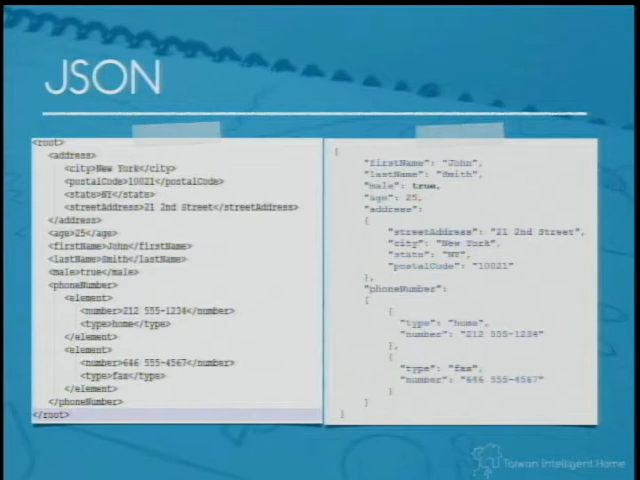 JSON
<root>
<address>
<city>New York</city>
<postalCode>10021</postalCode>
<state>NY</state>
<streetAddress>21 2nd Street</streetAddress>
</address>
<age>25</age>
<firstName>John</firstName>
<lastName>Smith</lastName>
<male>true</male>
<phoneNumber>
<element>
<number>212 555-1234</number>
<type>home</type>
</element>
<element>
<number>646 555-4567</number>
<type>fax</type>
</element>
</phoneNumber>
</root>
{
"firstName": "John",
"lastName": "Smith",
"male": true,
"age": 25,
"address":
{
"streetAddress": "21 2nd Street",
"city": "New York",
"state": "NY",
"postalCode": "10021"
},
"phoneNumber":
[
{
"type": "home",
"number": "212 555-1234"
},
{
"type": "fax",
"number": "646 555-4567"
}
]
}
Taiwan Intelligent Home